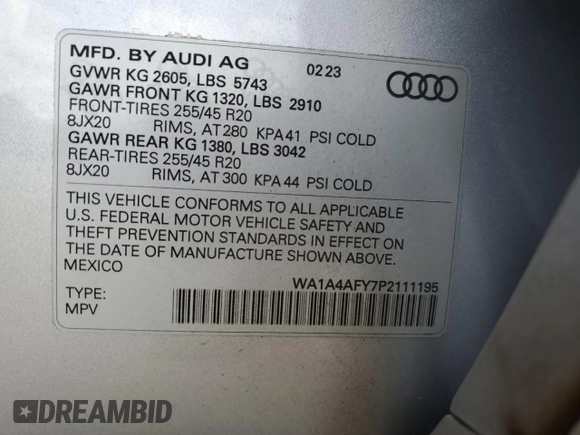 MFD. BY AUDI AG 02 23
GVWR KG 2605, LBS 5743
GAWR FRONT KG 1320, LBS 2910
FRONT-TIRES 255/45 R20
8JX20 RIMS, AT 280 KPA 41 PSI COLD
GAWR REAR KG 1380, LBS 3042
REAR-TIRES 255/45 R20
8JX20 RIMS, AT 300 KPA 44 PSI COLD
THIS VEHICLE CONFORMS TO ALL APPLICABLE
U.S. FEDERAL MOTOR VEHICLE SAFETY AND
THEFT PREVENTION STANDARDS IN EFFECT ON
THE DATE OF MANUFACTURE SHOWN ABOVE.
MEXICO
WA1A4AFY7P2111195
TYPE:
MPV
DREAMBID